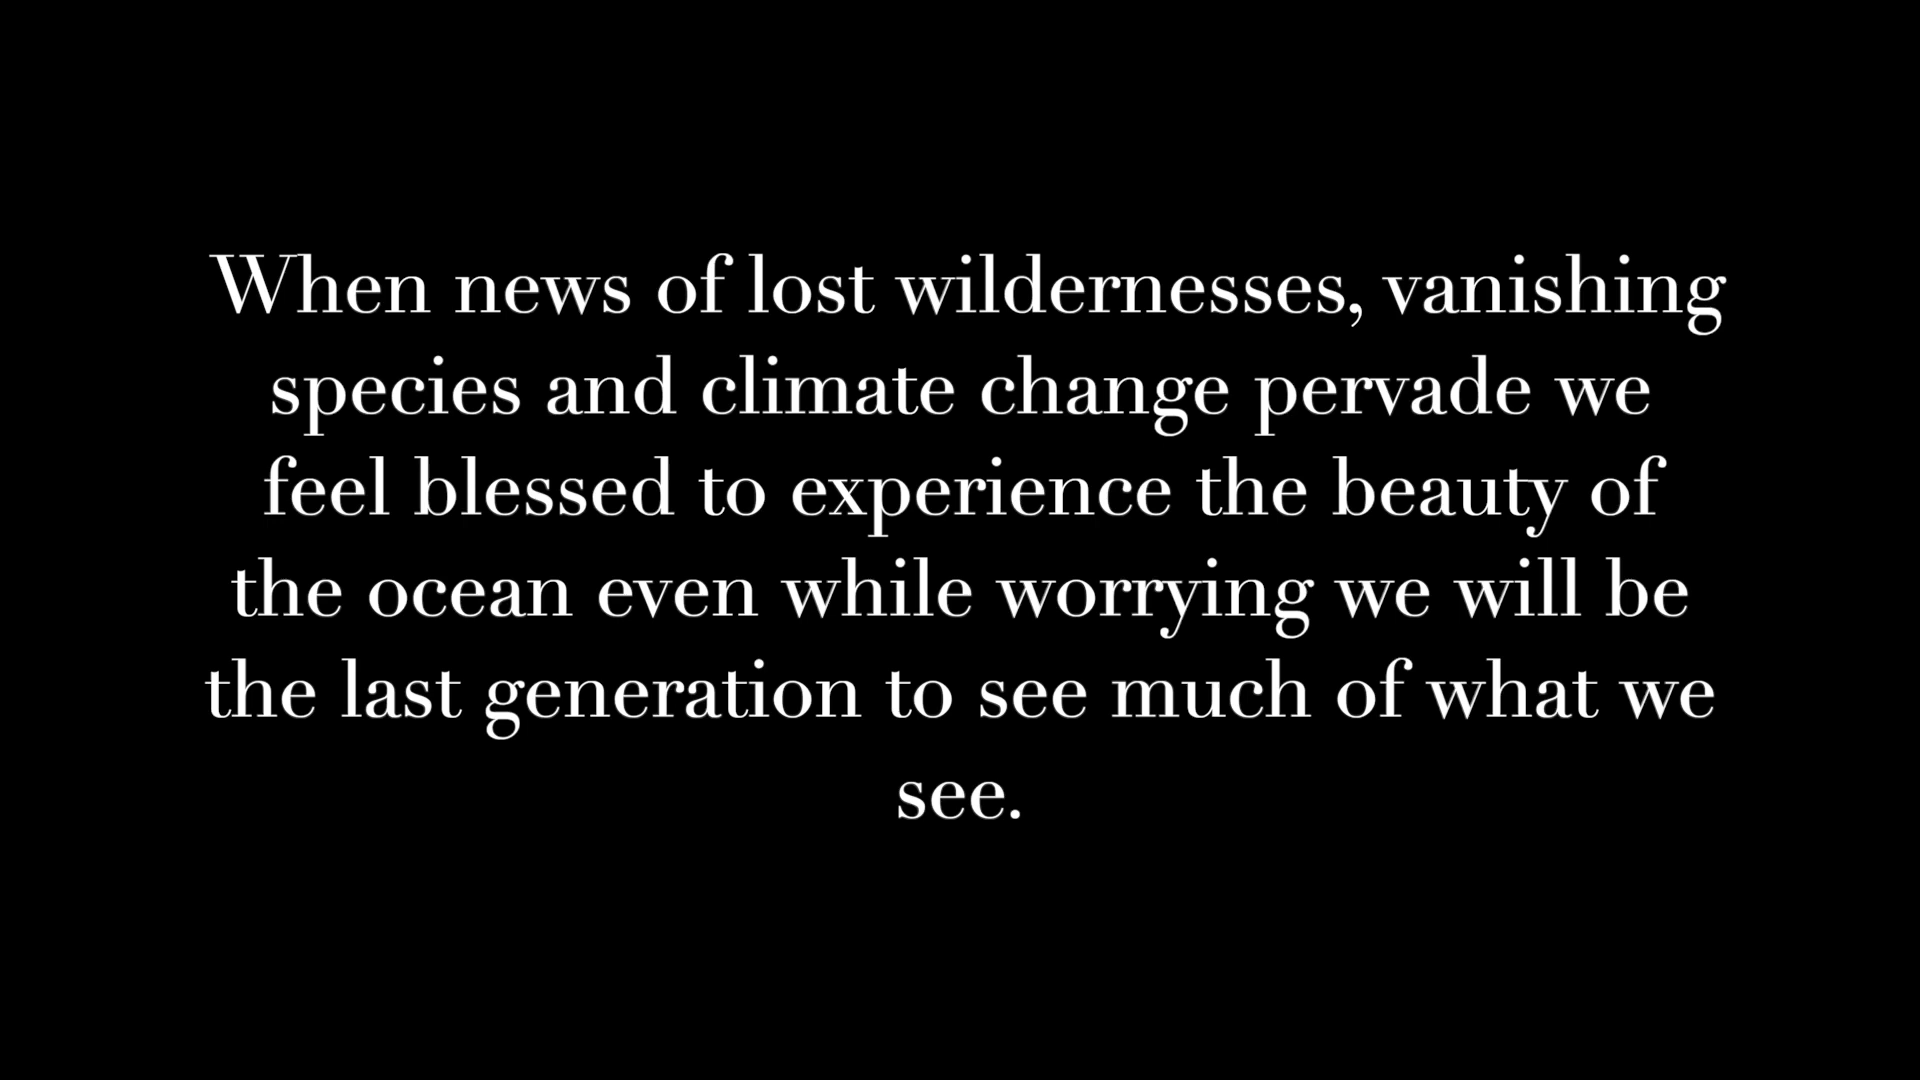 When news of lost wildernesses, vanishing
species and climate change pervade we
feel blessed to experience the beauty of
the ocean even while worrying we will be
the last generation to see much of what we
see.